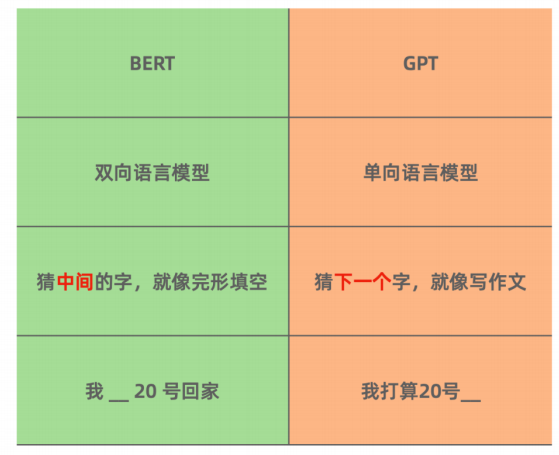 BERT
GPT
双向语言模型
单向语言模型
猜中间的字，就像完形填空
猜下一个字，就像写作文
我 __ 20 号回家
我打算20号__